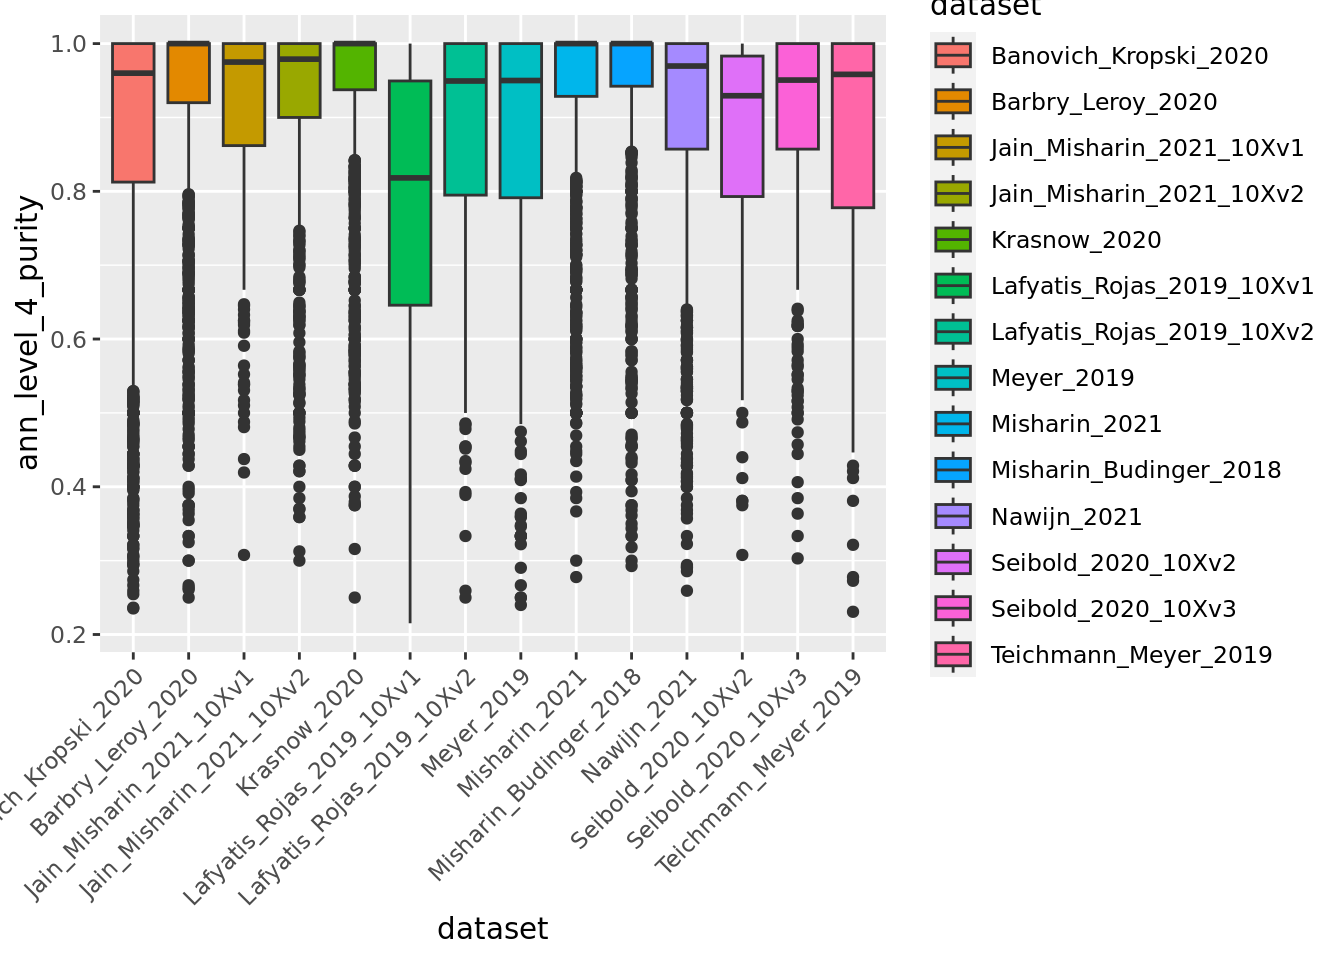 dataset
Banovich_Kropski_2020
Barbry_Leroy_2020
Jain_Misharin_2021_10Xv1
Jain_Misharin_2021_10Xv2
Krasnow_2020
Lafyatis_Rojas_2019_10Xv1
Lafyatis_Rojas_2019_10Xv2
Meyer_2019
Misharin_2021
Misharin_Budinger_2018
Nawijn_2021
Seibold_2020_10Xv2
Seibold_2020_10Xv3
Teichmann_Meyer_2019
ann_level_4_purity
1.0
0.8
0.6
0.4
0.2
ch_Kropski_2020
Barbry_Leroy_2020
Jain_Misharin_2021_10Xv1
Jain_Misharin_2021_10Xv2
Krasnow_2020
Lafyatis_Rojas_2019_10Xv1
Lafyatis_Rojas_2019_10Xv2
Meyer_2019
Misharin_2021
Misharin_Budinger_2018
Nawijn_2021
Seibold_2020_10Xv2
Seibold_2020_10Xv3
Teichmann_Meyer_2019
dataset